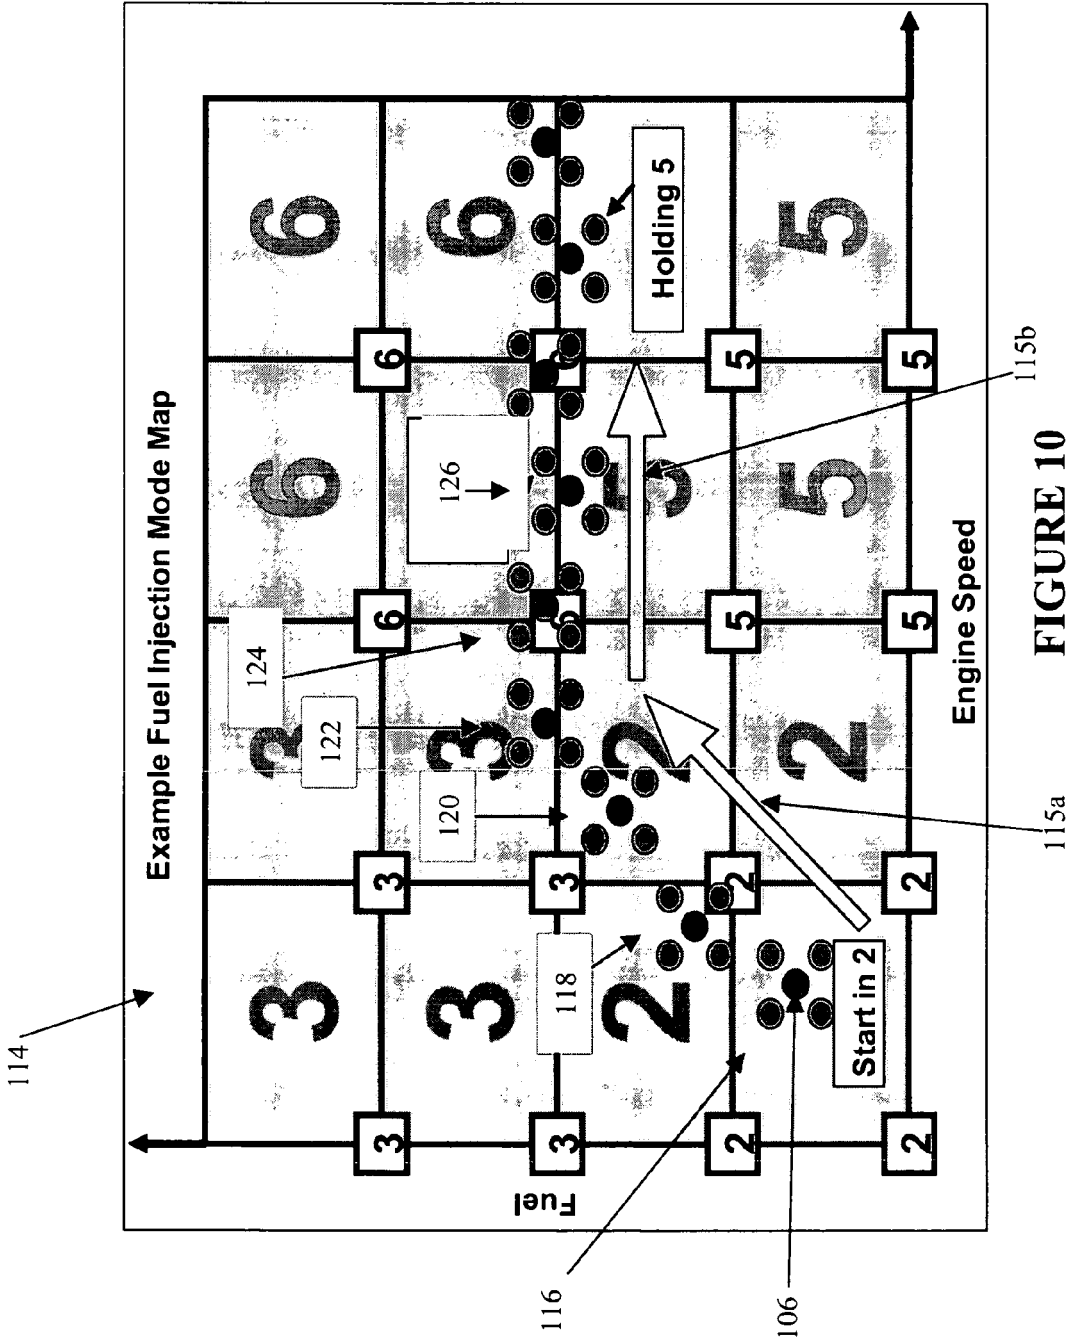 114
Example Fuel Injection Mode Map
124
3 3 6 6
122
3 3 6 6
120
126
3 3 6
Fuel
116
3 3
118
2 2 5
Holding 5
2 2 5 5
106
2 5 5
Start in 2
2 2 5 5
Engine Speed
115b
115a
FIGURE 10